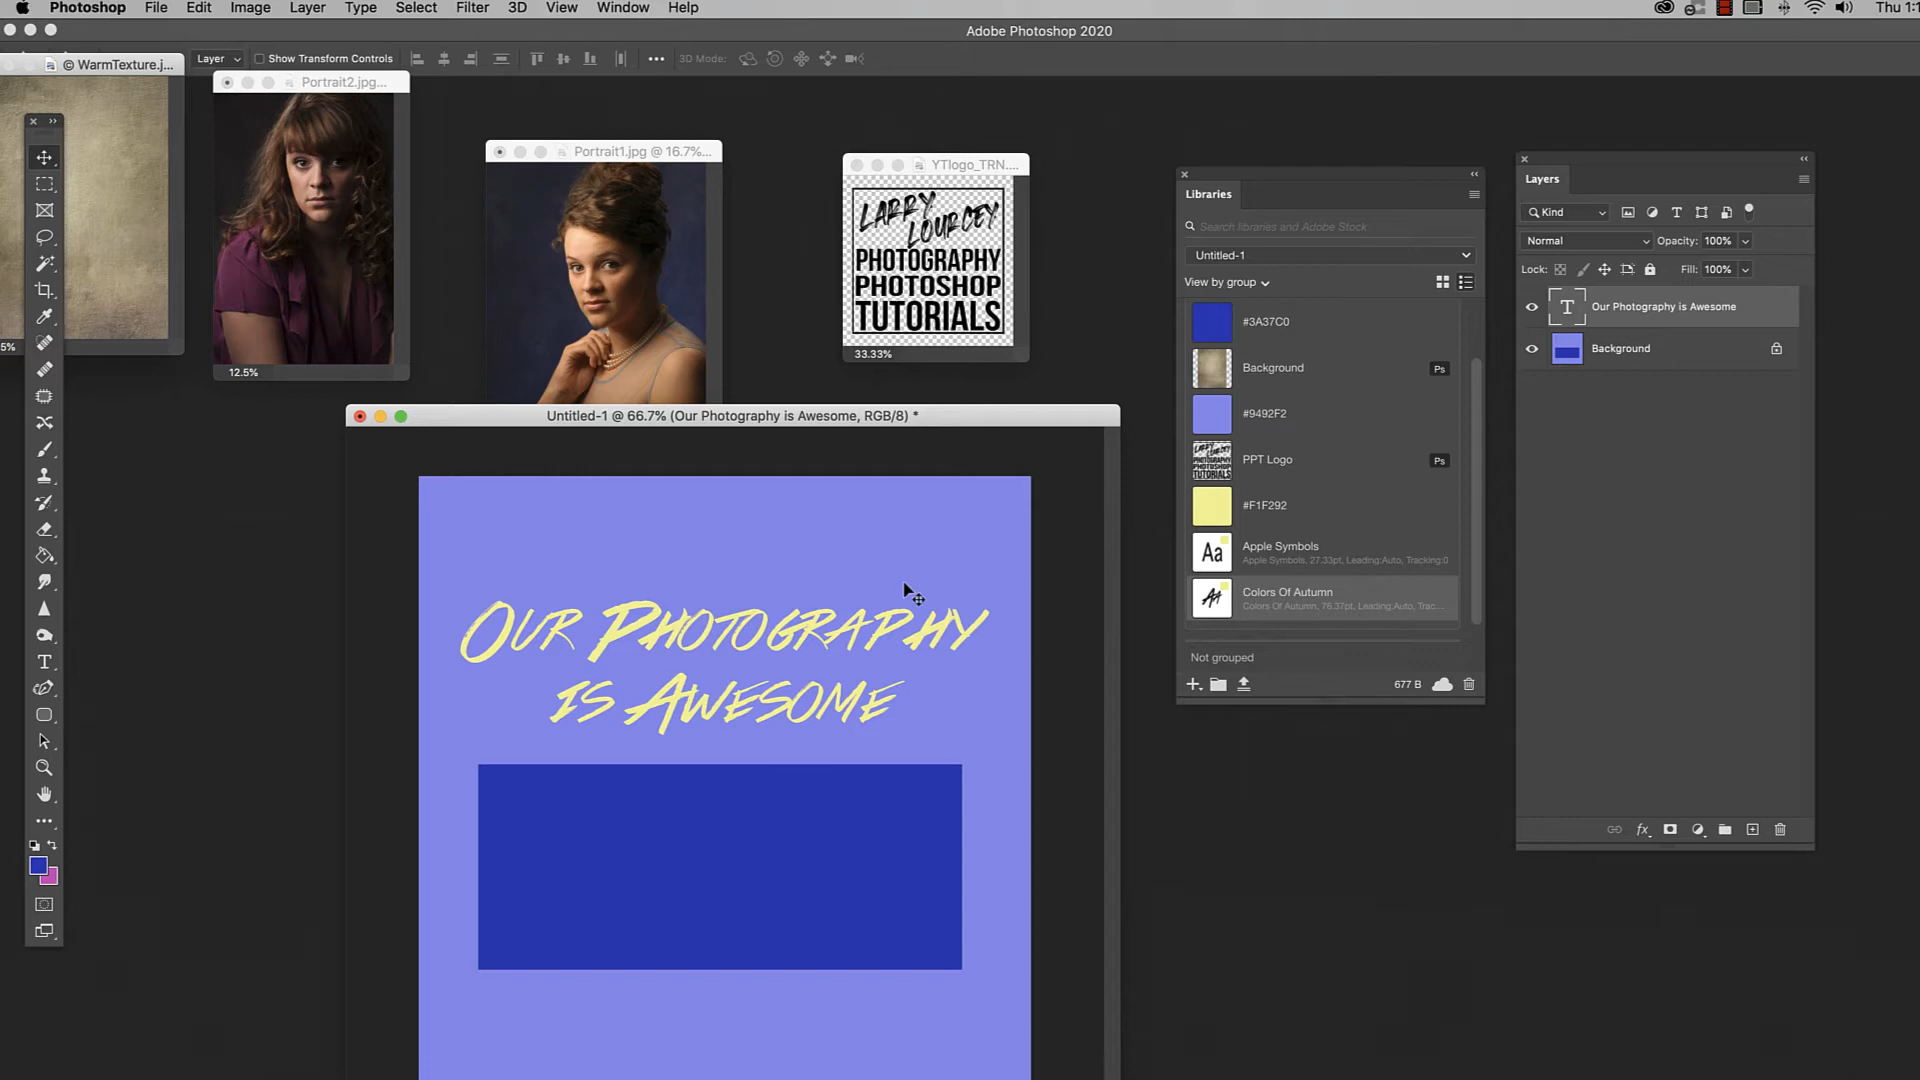 Photoshop File Edit Image Layer Type Select Filter 3D View Window Help
Thu 1:1
Adobe Photoshop 2020
Layer Show Transform Controls 3D Mode:
© WarmTexture.j...
Portrait2.jpg...
Portrait1.jpg @ 16.7%...
YTlogo_TRN....
LARRY
LOURCEY
PHOTOGRAPHY
PHOTOSHOP
TUTORIALS
5%
12.5%
33.33%
Untitled-1 @ 66.7% (Our Photography is Awesome, RGB/8) *
OUR PHOTOGRAPHY
IS AWESOME
Libraries
Search libraries and Adobe Stock
Untitled-1
View by group
#3A37C0
Background Ps
#9492F2
PPT Logo Ps
#F1F292
Aa
Apple Symbols
Apple Symbols, 27.33pt, Leading:Auto, Tracking:0
Colors Of Autumn
Colors Of Autumn, 76.37pt, Leading:Auto, Trac...
Not grouped
677 B
Layers
Kind
Normal Opacity: 100%
Lock: Fill: 100%
Our Photography is Awesome
Background
fx